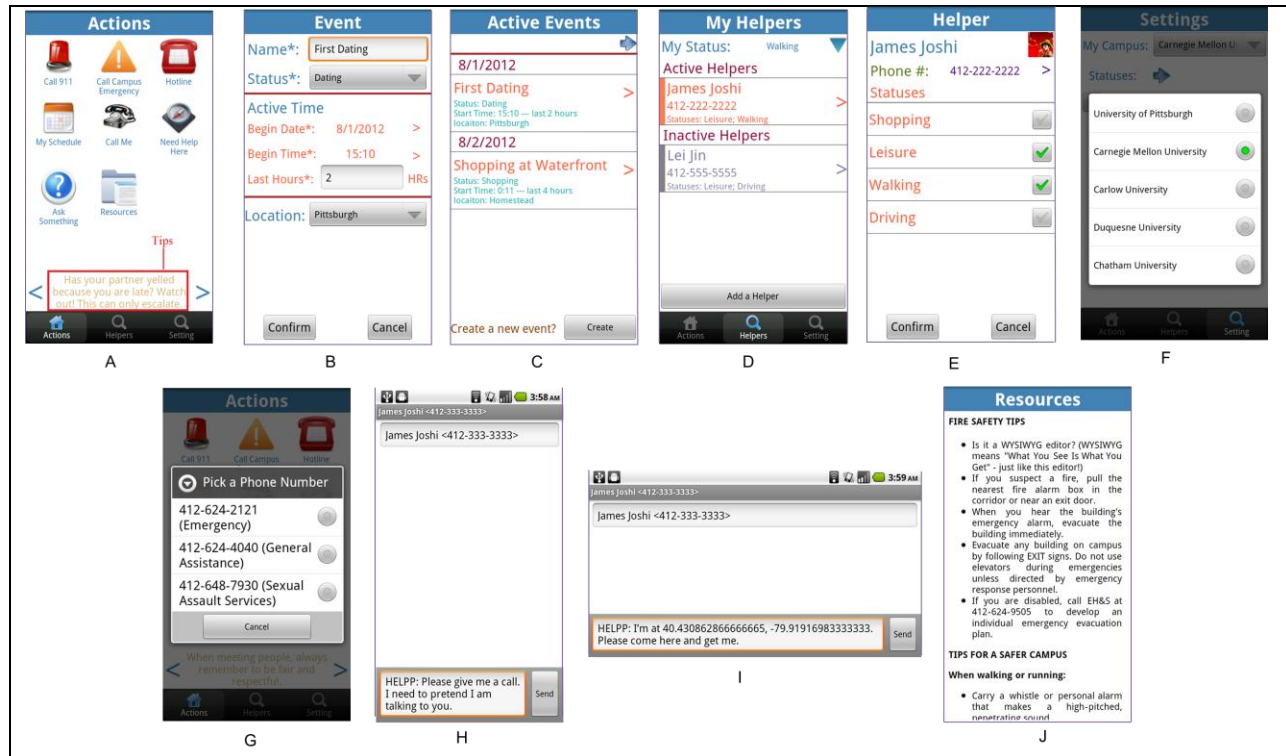 Actions
Call 911
Call Campus
Emergency
Hotline
My Schedule
Call Me
Need Help
Here
Ask
Something
Resources
Tips
< Has your partner yelled >
because you are late? Watch
out! This can only escalate.
Actions Helpers Setting
A
Event
Name*: First Dating
Status*: Dating
Active Time
Begin Date*: 8/1/2012 >
Begin Time*: 15:10 >
Last Hours*: 2 HRs
Location: Pittsburgh
Confirm Cancel
B
Active Events
8/1/2012
First Dating >
Status: Dating
Start Time: 15:10 --- last 2 hours
locaiton: Pittsburgh
8/2/2012
Shopping at Waterfront >
Status: Shopping
Start Time: 0:11 --- last 4 hours
locaiton: Homestead
Create a new event? Create
C
My Helpers
My Status: Walking
Active Helpers
James Joshi
412-222-2222 >
Statuses: Leisure; Walking
Inactive Helpers
Lei Jin
412-555-5555 >
Statuses: Leisure; Driving
Add a Helper
Actions Helpers Setting
D
Helper
James Joshi
Phone #: 412-222-2222 >
Statuses
Shopping
Leisure
Walking
Driving
Confirm Cancel
E
Settings
My Campus: Carnegie Mellon U
Statuses:
University of Pittsburgh
Carnegie Mellon University
Carlow University
Duquesne University
Chatham University
Actions Helpers Setting
F
Actions
Call 911 Call Campus Hotline
Pick a Phone Number
412-624-2121
(Emergency)
412-624-4040 (General
Assistance)
412-648-7930 (Sexual
Assault Services)
Cancel
< When meeting people, always >
remember to be fair and
respectful.
Actions Helpers Setting
G
3:58 AM
James Joshi <412-333-3333>
James Joshi <412-333-3333>
HELPP: Please give me a call.
I need to pretend I am
talking to you.
Send
H
3:59 AM
James Joshi <412-333-3333>
James Joshi <412-333-3333>
HELPP: I'm at 40.430862866666665, -79.91916983333333.
Please come here and get me.
Send
I
Resources
FIRE SAFETY TIPS
• Is it a WYSIWYG editor? (WYSIWYG
means "What You See Is What You
Get" - just like this editor!)
• If you suspect a fire, pull the
nearest fire alarm box in the
corridor or near an exit door.
• When you hear the building's
emergency alarm, evacuate the
building immediately.
• Evacuate any building on campus
by following EXIT signs. Do not use
elevators during emergencies
unless directed by emergency
response personnel.
• If you are disabled, call EH&S at
412-624-9505 to develop an
individual emergency evacuation
plan.
TIPS FOR A SAFER CAMPUS
When walking or running:
• Carry a whistle or personal alarm
that makes a high-pitched,
penetrating sound
J